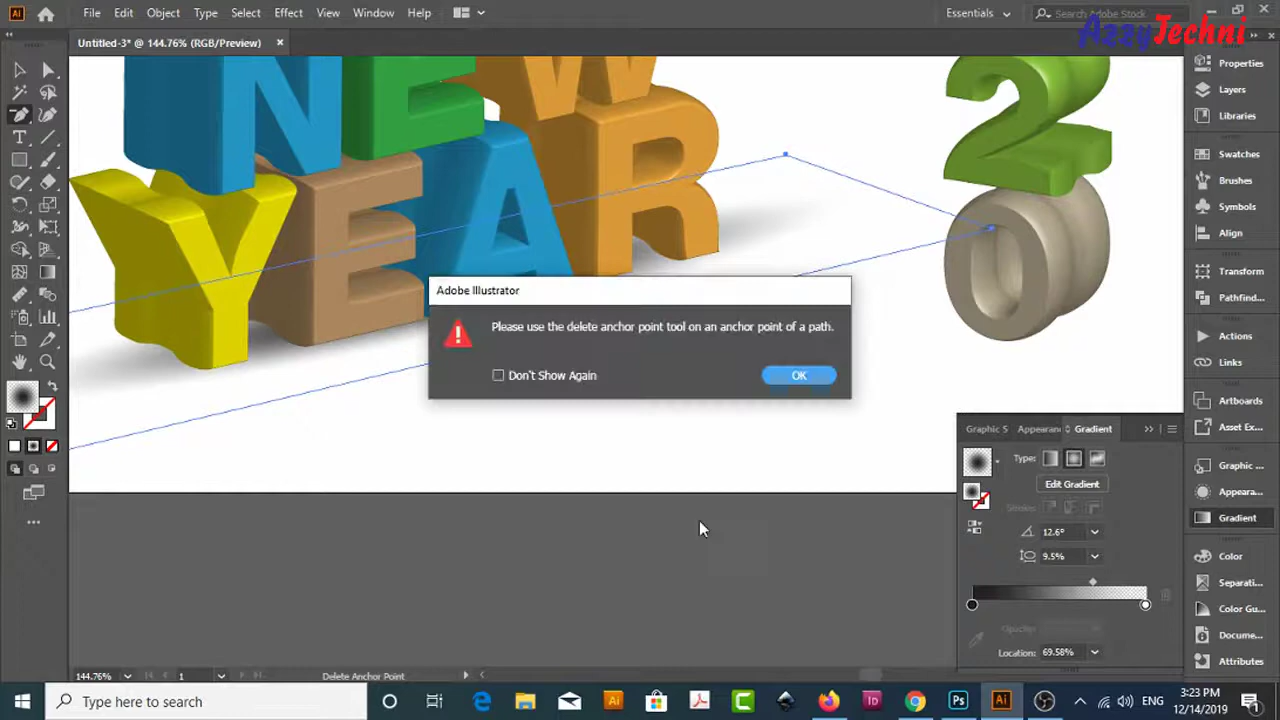 File Edit Object Type Select Effect View Window Help
Essentials
Search Adobe Stock
AzzyTechni
Untitled-3* @ 144.76% (RGB/Preview)
NEW
YEAR
20
Adobe Illustrator
Please use the delete anchor point tool on an anchor point of a path.
Don't Show Again
OK
Properties
Layers
Libraries
Swatches
Brushes
Symbols
Align
Transform
Pathfind...
Actions
Links
Artboards
Asset Ex...
Graphic ...
Appeara...
Gradient
Color
Separati...
Color Gu...
Docume...
Attributes
Graphic S Appearanc Gradient
Type:
Edit Gradient
Stroke:
12.6°
9.5%
Opacity:
Location: 69.58%
144.76%
1
Delete Anchor Point
Type here to search
ENG
3:23 PM
12/14/2019